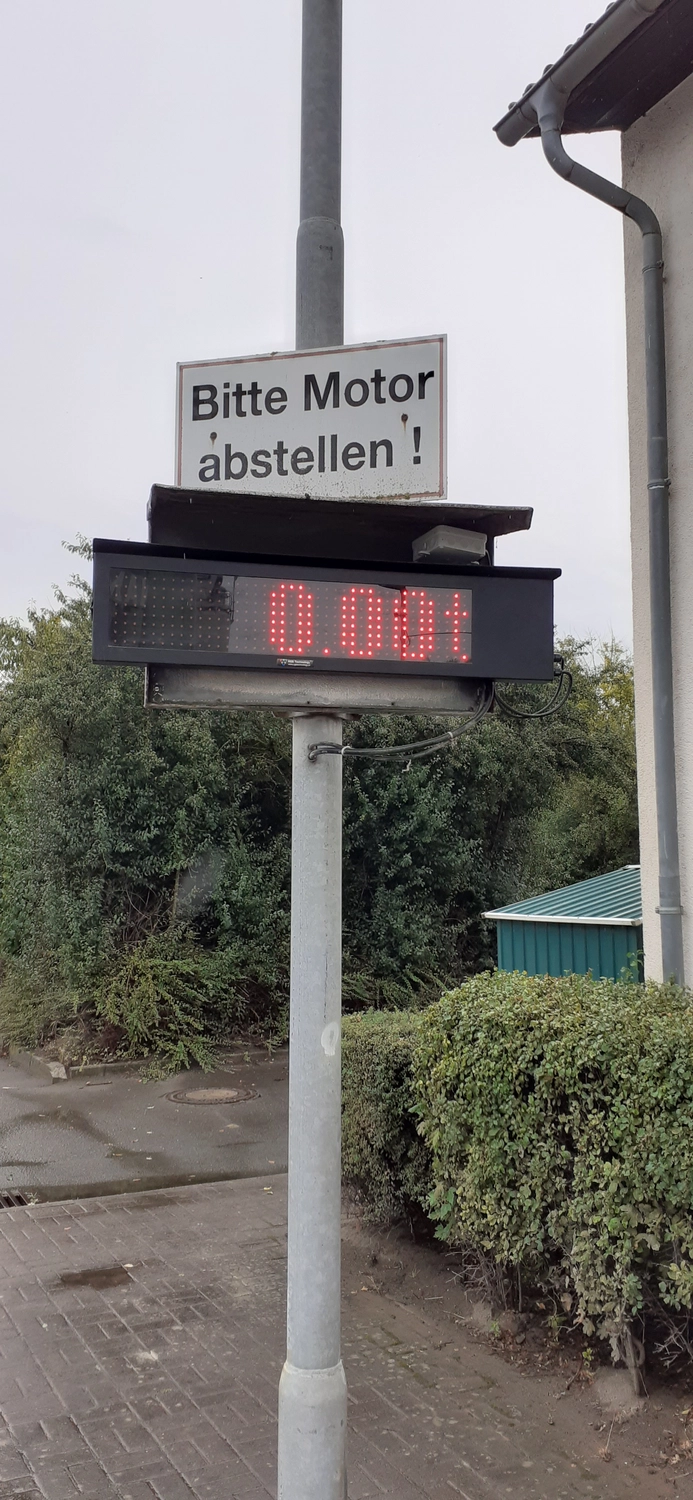 Bitte Motor
abstellen !
0.00t